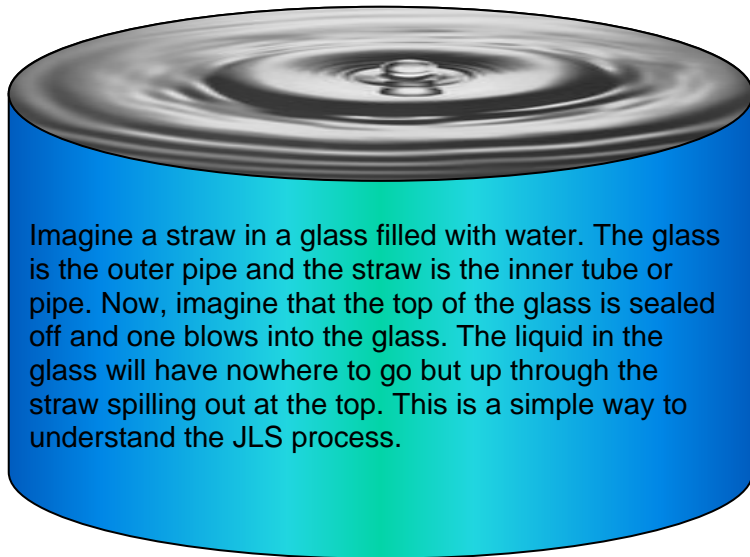 Imagine a straw in a glass filled with water. The glass
is the outer pipe and the straw is the inner tube or
pipe. Now, imagine that the top of the glass is sealed
off and one blows into the glass. The liquid in the
glass will have nowhere to go but up through the
straw spilling out at the top. This is a simple way to
understand the JLS process.